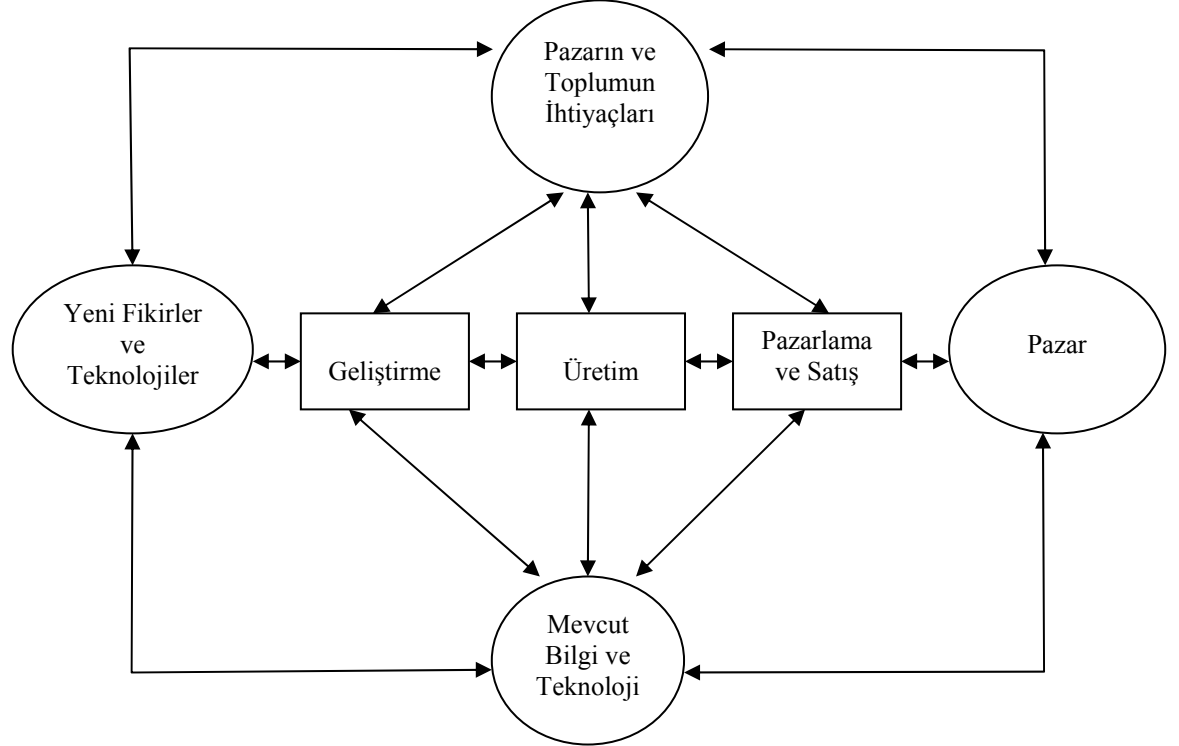 Pazarın ve
Toplumun
İhtiyaçları
Yeni Fikirler
ve
Teknolojiler
Geliştirme
Üretim
Pazarlama
ve Satış
Pazar
Mevcut
Bilgi ve
Teknoloji